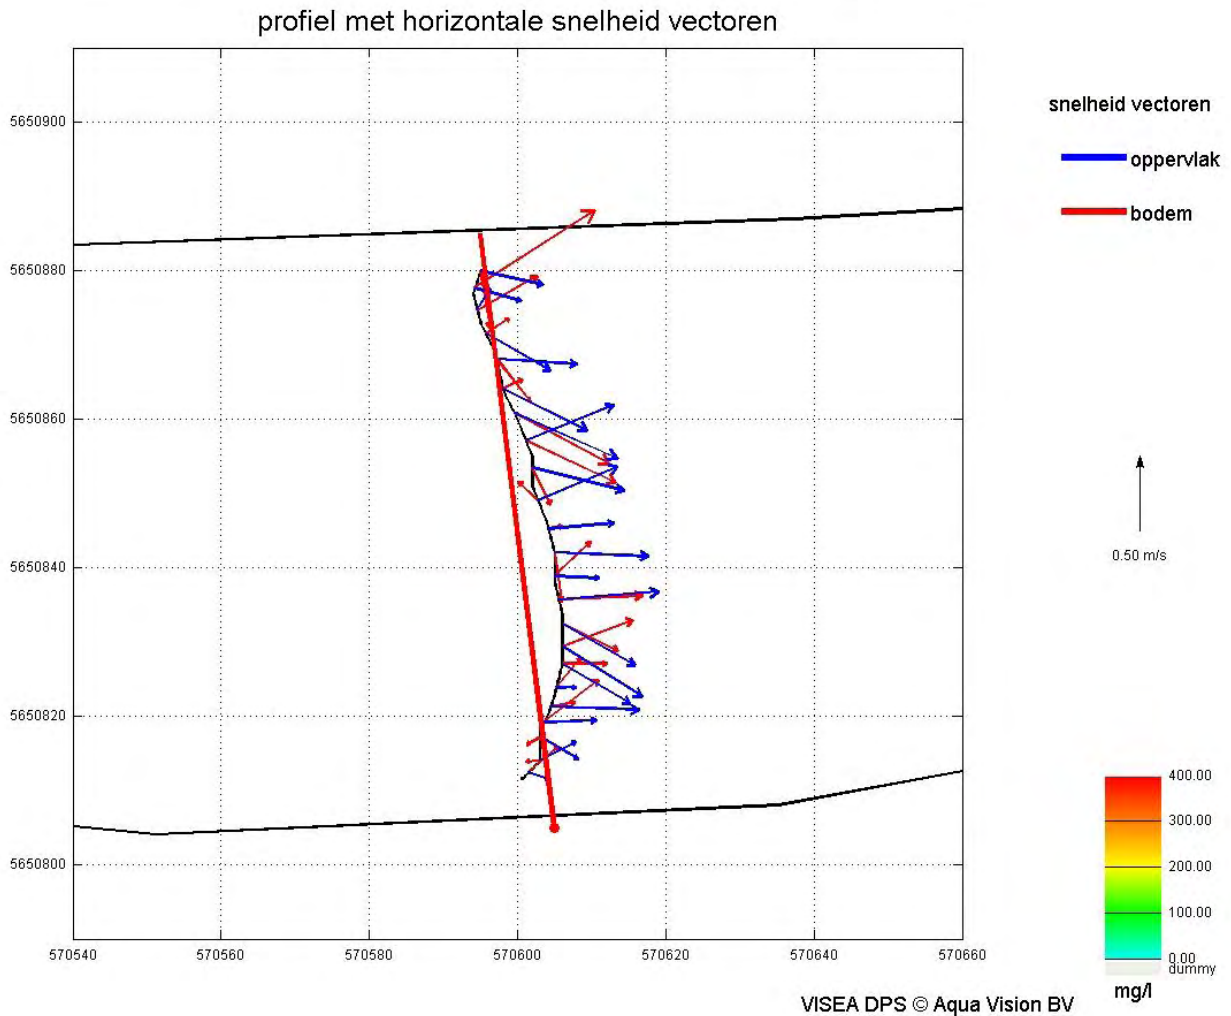 profiel met horizontale snelheid vectoren
snelheid vectoren
oppervlak
bodem
5650900
5650880
5650860
5650840
5650820
5650800
0.50 m/s
400.00
300.00
200.00
100.00
0.00
dummy
mg/l
570540 570560 570580 570600 570620 570640 570660
VISEA DPS © Aqua Vision BV